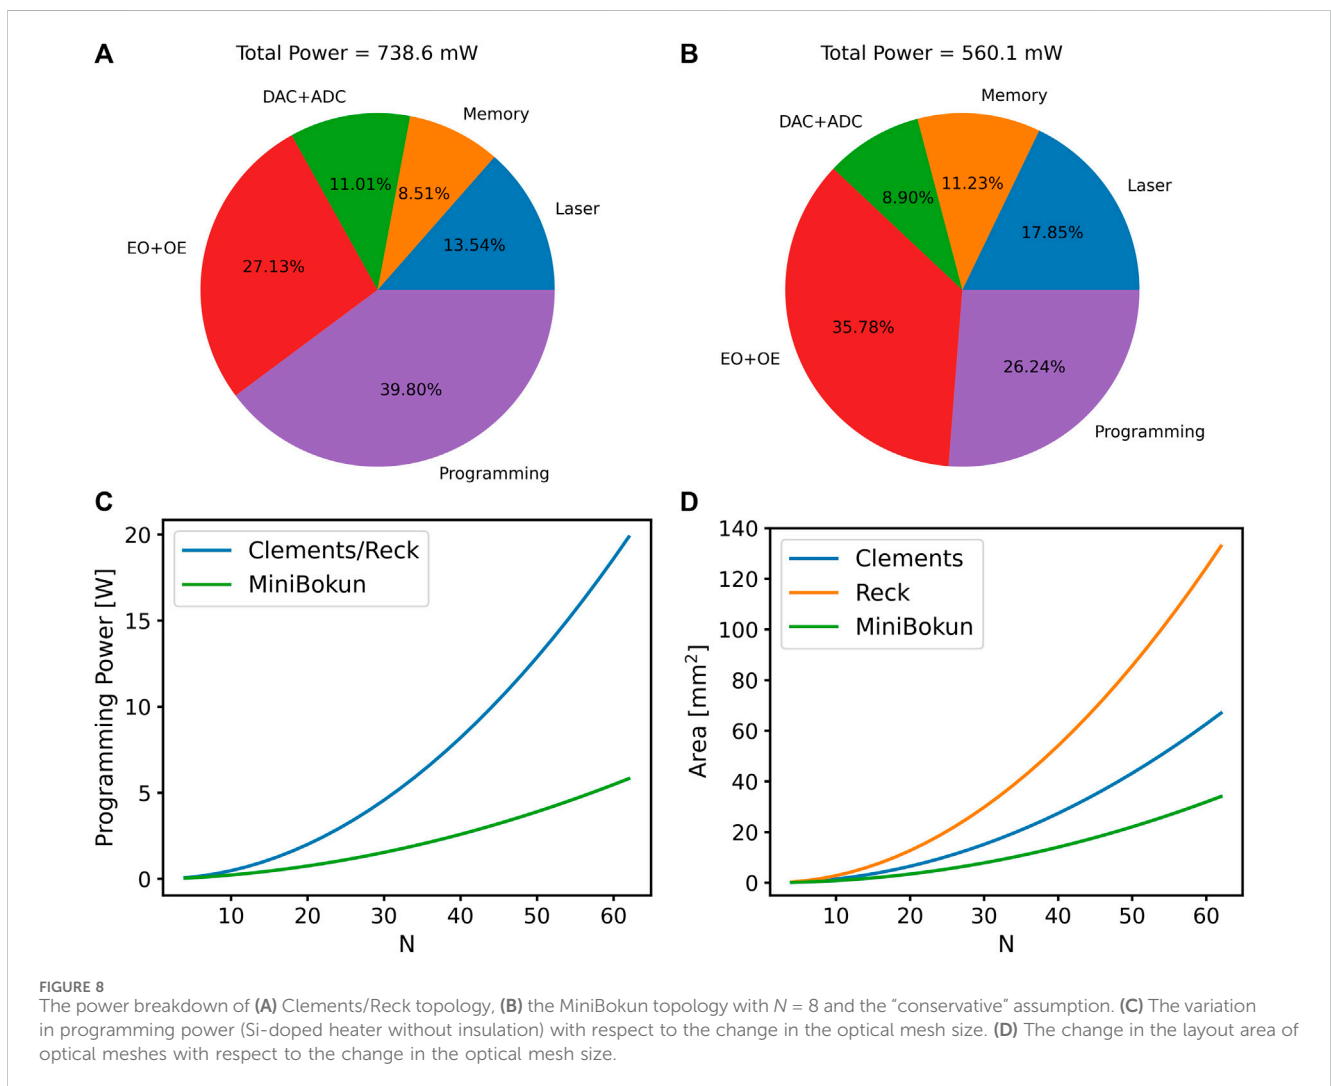 A
Total Power = 738.6 mW
DAC+ADC
Memory
Laser
EO+OE
Programming
11.01%
8.51%
13.54%
27.13%
39.80%
B
Total Power = 560.1 mW
Memory
DAC+ADC
Laser
EO+OE
Programming
11.23%
8.90%
17.85%
35.78%
26.24%
C
Programming Power [W]
20
15
10
5
0
Clements/Reck
MiniBokun
10 20 30 40 50 60
N
D
Area [mm²]
140
120
100
80
60
40
20
0
Clements
Reck
MiniBokun
10 20 30 40 50 60
N
FIGURE 8
The power breakdown of (A) Clements/Reck topology, (B) the MiniBokun topology with N = 8 and the “conservative” assumption. (C) The variation
in programming power (Si-doped heater without insulation) with respect to the change in the optical mesh size. (D) The change in the layout area of
optical meshes with respect to the change in the optical mesh size.